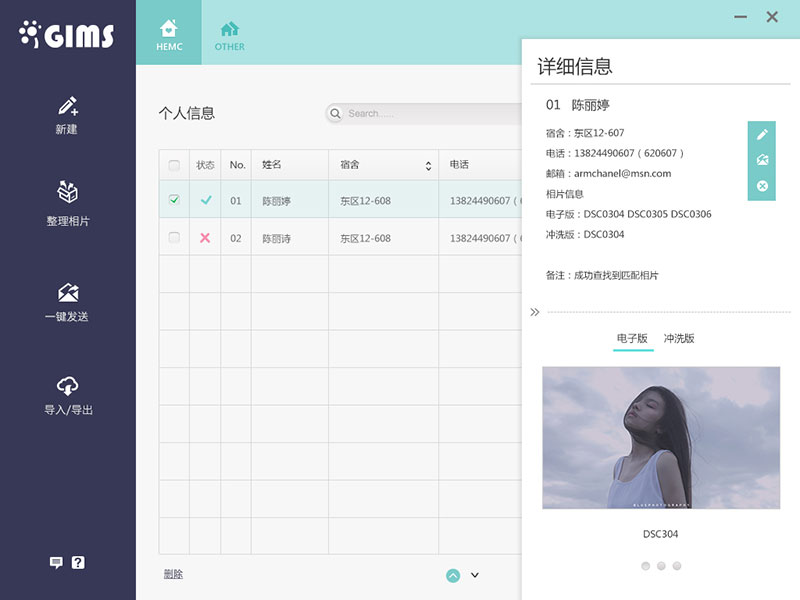 GIMS
HEMC
OTHER
新建
整理相片
一键发送
导入/导出
个人信息
Search......
状态 No. 姓名 宿舍 电话
01 陈丽婷 东区12-608 13824490607 (
02 陈丽诗 东区12-608 13824490607 (
删除
详细信息
01 陈丽婷
宿舍：东区12-607
电话：13824490607（620607）
邮箱：armchanel@msn.com
相片信息
电子版：DSC0304 DSC0305 DSC0306
冲洗版：DSC0304
备注：成功查找到匹配相片
电子版 冲洗版
DSC304